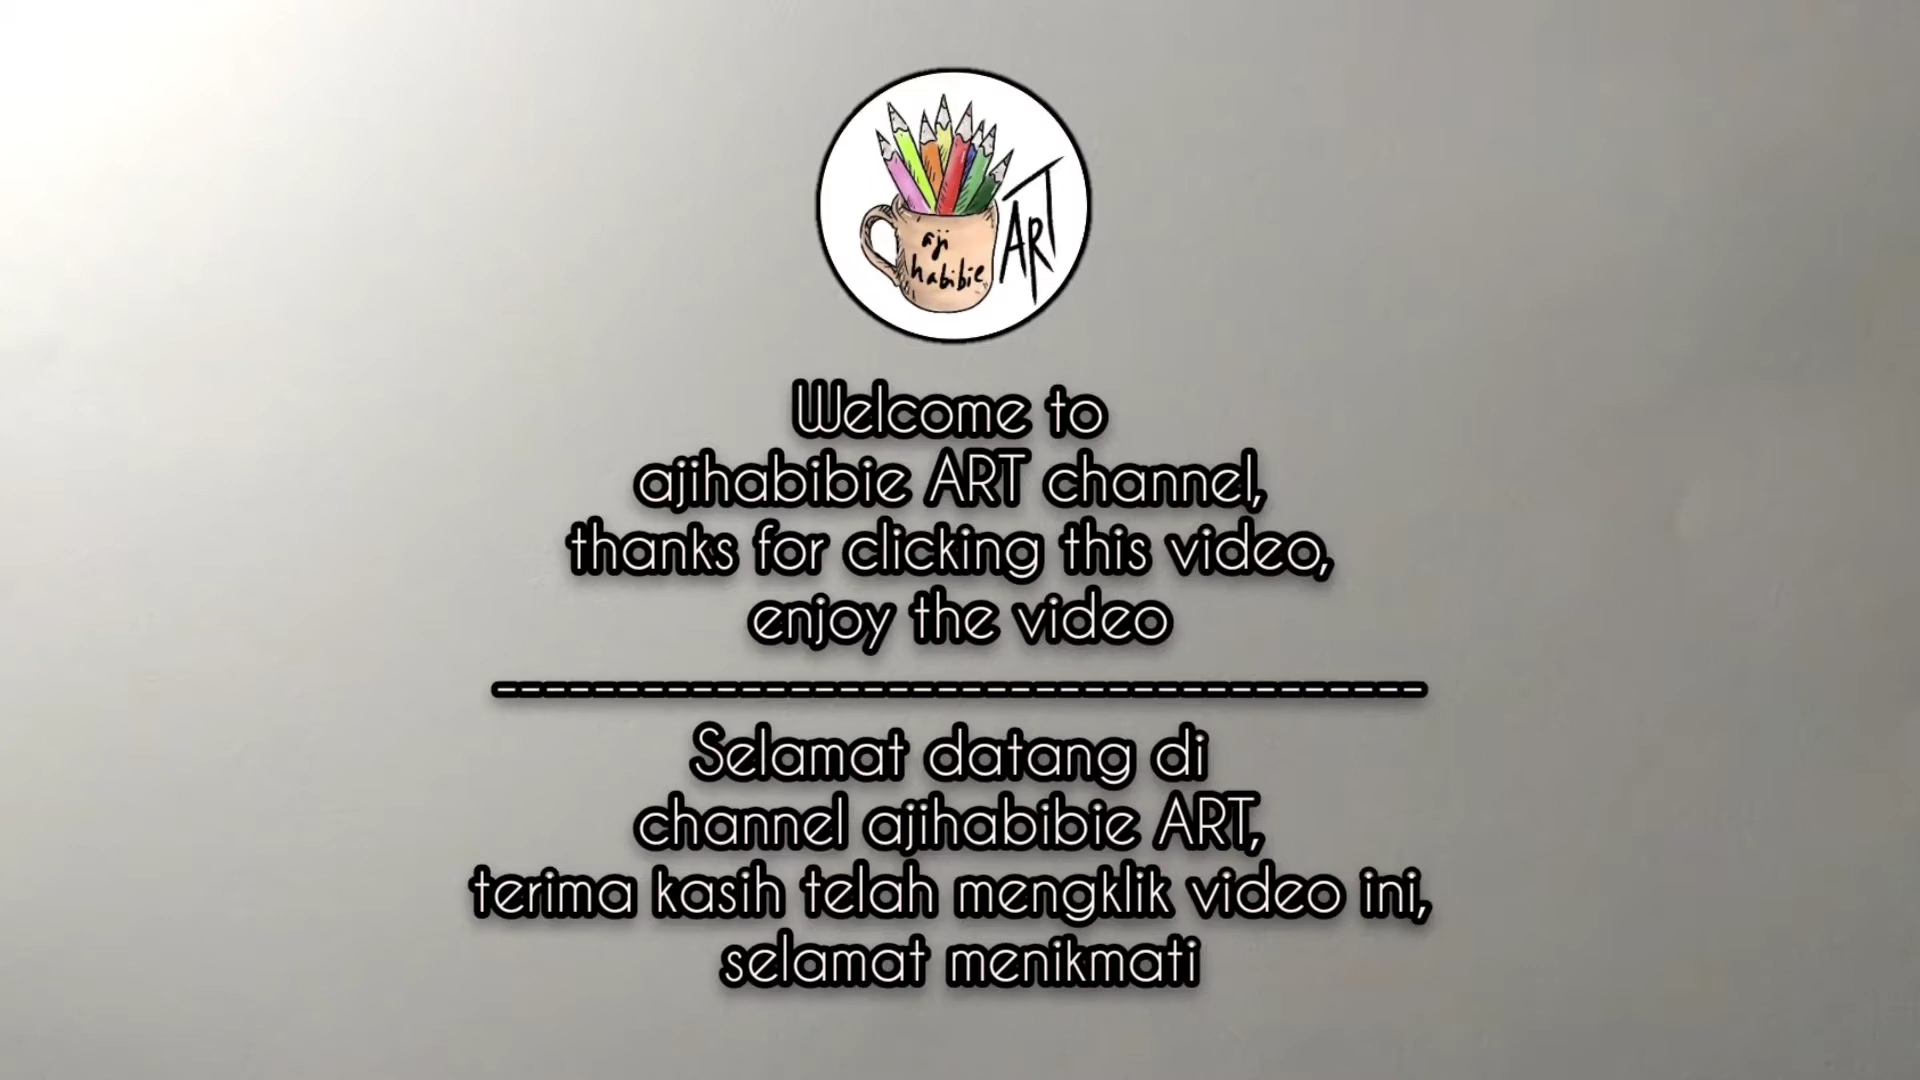 aji
habibie
ART
Welcome to
ajihabibie ART channel,
thanks for clicking this video,
enjoy the video
---------------------------------------
Selamat datang di
channel ajihabibie ART,
terima kasih telah mengklik video ini,
selamat menikmati